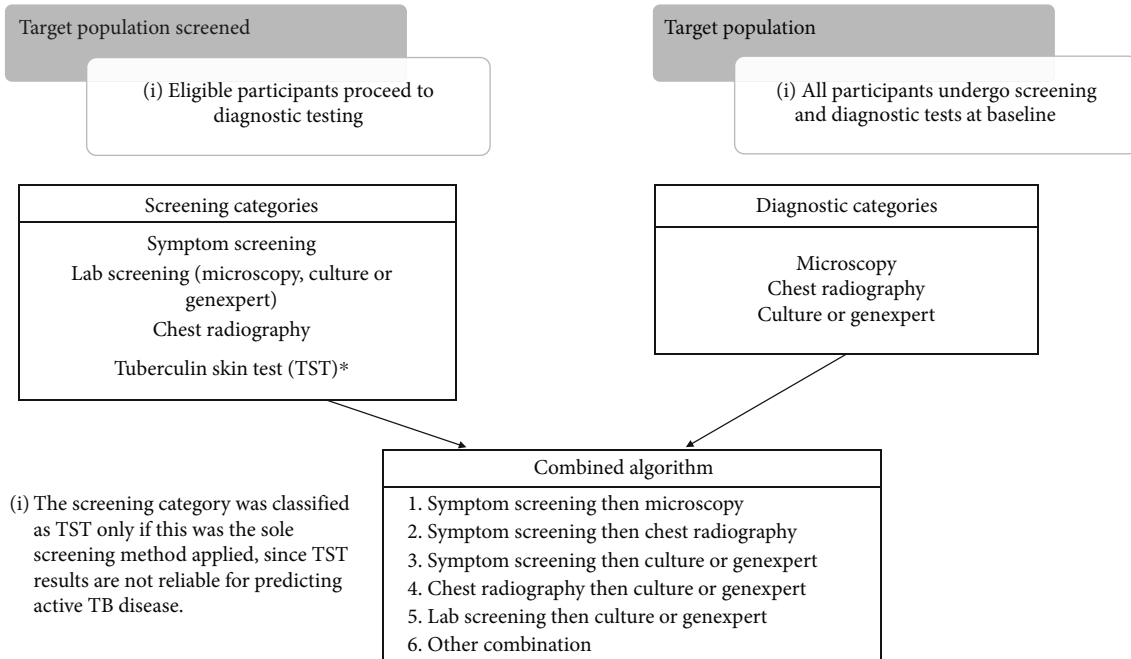 Target population screened
(i) Eligible participants proceed to
diagnostic testing
Target population
(i) All participants undergo screening
and diagnostic tests at baseline
Screening categories
Symptom screening
Lab screening (microscopy, culture or
genexpert)
Chest radiography
Tuberculin skin test (TST)*
Diagnostic categories
Microscopy
Chest radiography
Culture or genexpert
(i) The screening category was classified
as TST only if this was the sole
screening method applied, since TST
results are not reliable for predicting
active TB disease.
Combined algorithm
1. Symptom screening then microscopy
2. Symptom screening then chest radiography
3. Symptom screening then culture or genexpert
4. Chest radiography then culture or genexpert
5. Lab screening then culture or genexpert
6. Other combination